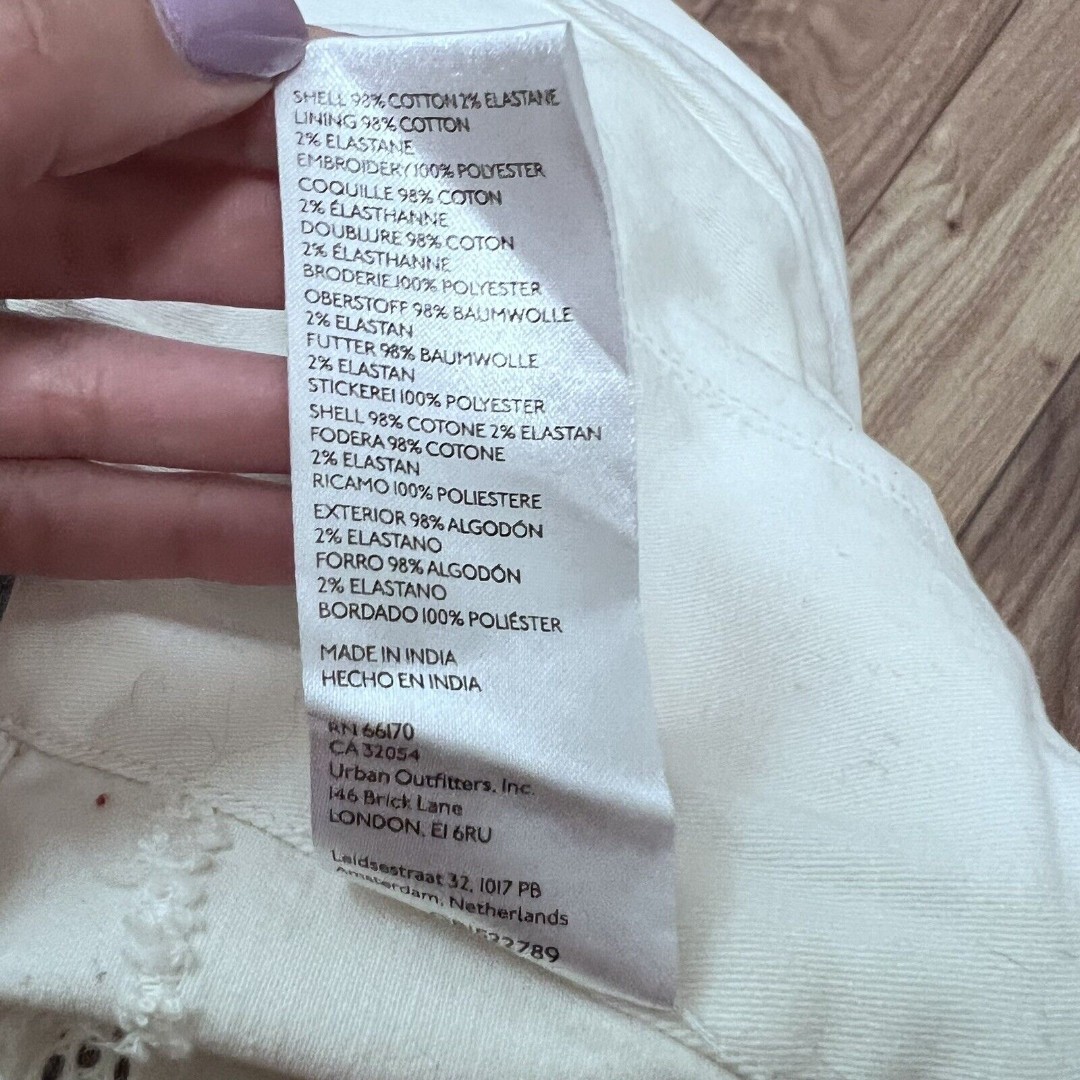 SHELL 98% COTTON 2% ELASTANE
LINING 98% COTTON
2% ELASTANE
EMBROIDERY 100% POLYESTER
COQUILLE 98% COTON
2% ÉLASTHANNE
DOUBLURE 98% COTON
2% ÉLASTHANNE
BRODERIE 100% POLYESTER
OBERSTOFF 98% BAUMWOLLE
2% ELASTAN
FUTTER 98% BAUMWOLLE
2% ELASTAN
STICKEREI 100% POLYESTER
SHELL 98% COTONE 2% ELASTAN
FODERA 98% COTONE
2% ELASTAN
RICAMO 100% POLIESTERE
EXTERIOR 98% ALGODÓN
2% ELASTANO
FORRO 98% ALGODÓN
2% ELASTANO
BORDADO 100% POLIÉSTER
MADE IN INDIA
HECHO EN INDIA
RN 66170
CA 32054
Urban Outfitters, Inc.
146 Brick Lane
LONDON, E1 6RU
Leidsestraat 32, 1017 PB
Amsterdam, Netherlands